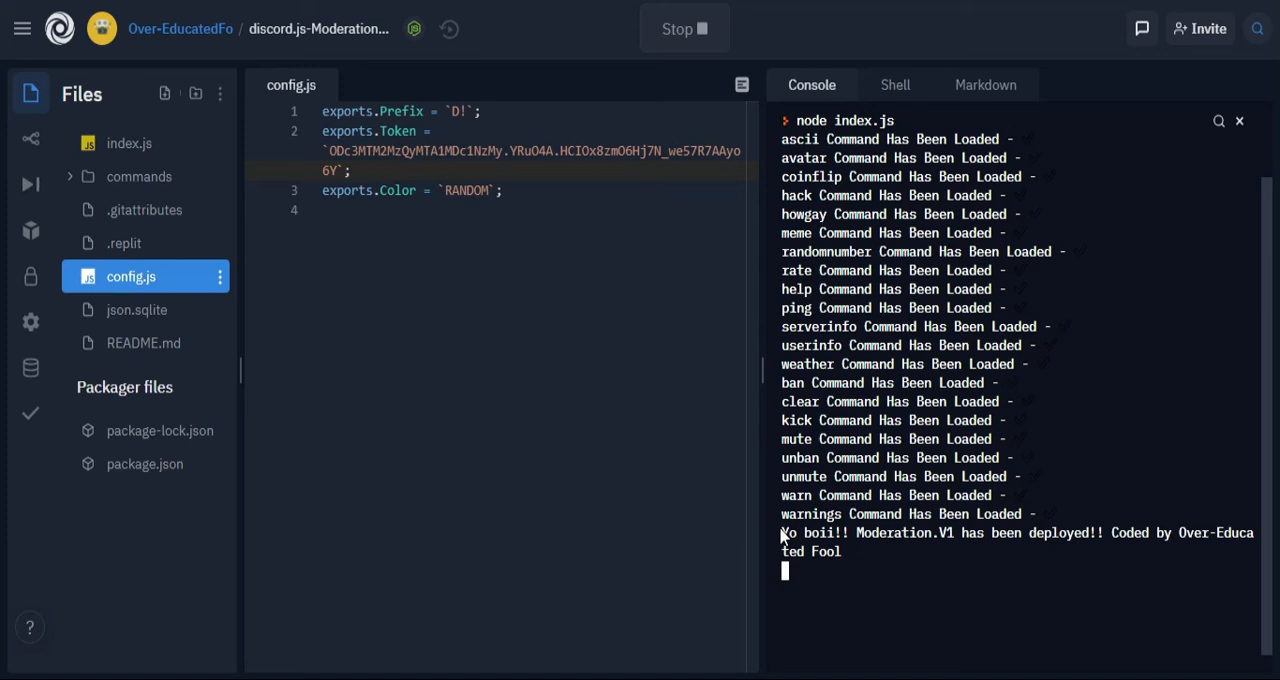 Over-EducatedFo / discord.js-Moderation...
Stop
Invite
Files
index.js
commands
.gitattributes
.replit
config.js
json.sqlite
README.md
Packager files
package-lock.json
package.json
?
config.js
1 exports.Prefix = `D!`;
2 exports.Token =
3 exports.Color = `RANDOM`;
4
Console
Shell
Markdown
node index.js
ascii Command Has Been Loaded -
avatar Command Has Been Loaded -
coinflip Command Has Been Loaded -
hack Command Has Been Loaded -
howgay Command Has Been Loaded -
meme Command Has Been Loaded -
randomnumber Command Has Been Loaded -
rate Command Has Been Loaded -
help Command Has Been Loaded -
ping Command Has Been Loaded -
serverinfo Command Has Been Loaded -
userinfo Command Has Been Loaded -
weather Command Has Been Loaded -
ban Command Has Been Loaded -
clear Command Has Been Loaded -
kick Command Has Been Loaded -
mute Command Has Been Loaded -
unban Command Has Been Loaded -
unmute Command Has Been Loaded -
warn Command Has Been Loaded -
warnings Command Has Been Loaded -
Yo boii!! Moderation.V1 has been deployed!! Coded by Over-Educa
ted Fool